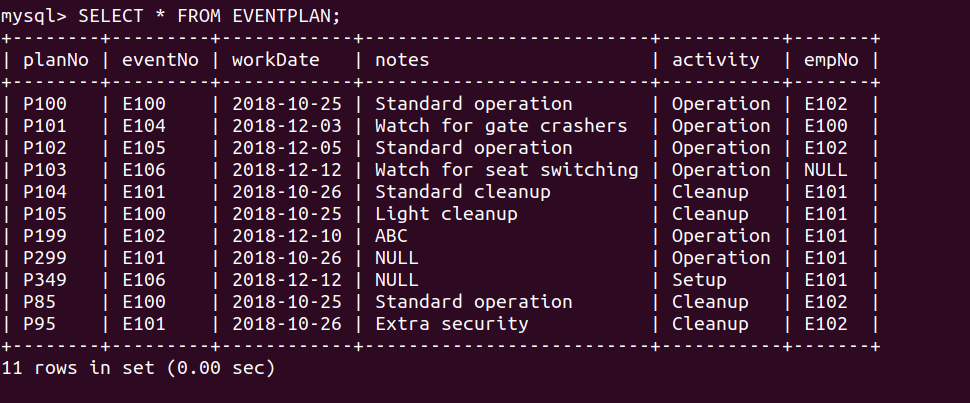 mysql> SELECT * FROM EVENTPLAN;
+--------+---------+------------+--------------------------+-----------+-------+
| planNo | eventNo | workDate   | notes                    | activity  | empNo |
+--------+---------+------------+--------------------------+-----------+-------+
| P100   | E100    | 2018-10-25 | Standard operation       | Operation | E102  |
| P101   | E104    | 2018-12-03 | Watch for gate crashers  | Operation | E100  |
| P102   | E105    | 2018-12-05 | Standard operation       | Operation | E102  |
| P103   | E106    | 2018-12-12 | Watch for seat switching | Operation | NULL  |
| P104   | E101    | 2018-10-26 | Standard cleanup         | Cleanup   | E101  |
| P105   | E100    | 2018-10-25 | Light cleanup            | Cleanup   | E101  |
| P199   | E102    | 2018-12-10 | ABC                      | Operation | E101  |
| P299   | E101    | 2018-10-26 | NULL                     | Operation | E101  |
| P349   | E106    | 2018-12-12 | NULL                     | Setup     | E101  |
| P85    | E100    | 2018-10-25 | Standard operation       | Cleanup   | E102  |
| P95    | E101    | 2018-10-26 | Extra security           | Cleanup   | E102  |
+--------+---------+------------+--------------------------+-----------+-------+
11 rows in set (0.00 sec)